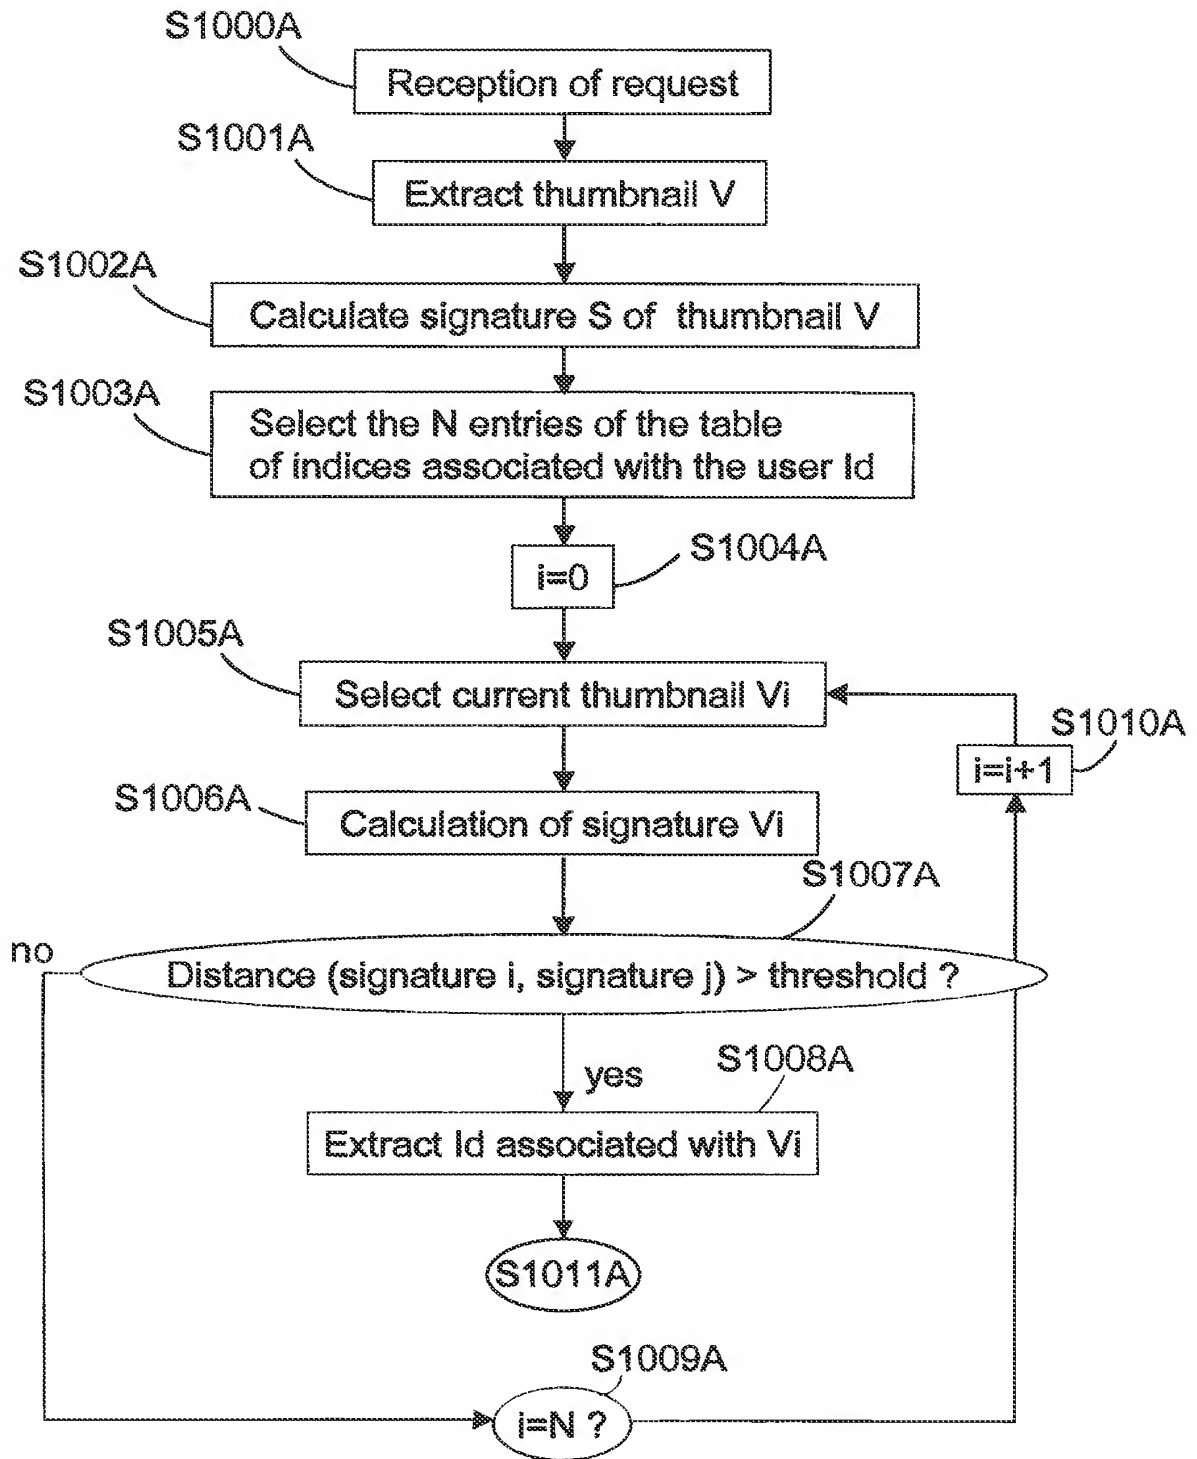 S1000A
Reception of request
S1001A
Extract thumbnail V
S1002A
Calculate signature S of thumbnail V
S1003A
Select the N entries of the table
of indices associated with the user Id
S1004A
i=0
S1005A
Select current thumbnail Vi
S1010A
i=i+1
S1006A
Calculation of signature Vi
S1007A
no
Distance (signature i, signature j) > threshold ?
yes
S1008A
Extract Id associated with Vi
S1011A
S1009A
i=N ?